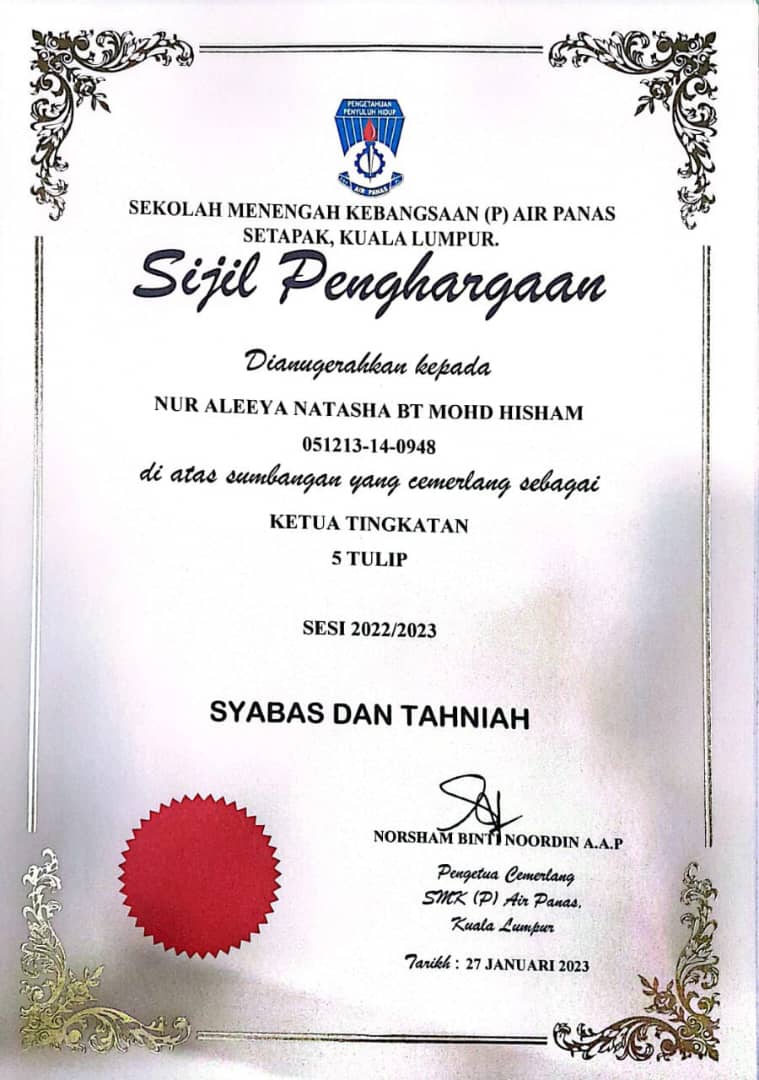 PENGETAHUAN
PENYULUH HIDUP
AIR PANAS
SEKOLAH MENENGAH KEBANGSAAN (P) AIR PANAS
SETAPAK, KUALA LUMPUR.
Sijil Penghargaan
Dianugerahkan kepada
NUR ALEEYA NATASHA BT MOHD HISHAM
051213-14-0948
di atas sumbangan yang cemerlang sebagai
KETUA TINGKATAN
5 TULIP
SESI 2022/2023
SYABAS DAN TAHNIAH
NORSHAM BINTI NOORDIN A.A.P
Pengetua Cemerlang
SMK (P) Air Panas,
Kuala Lumpur
Tarikh : 27 JANUARI 2023